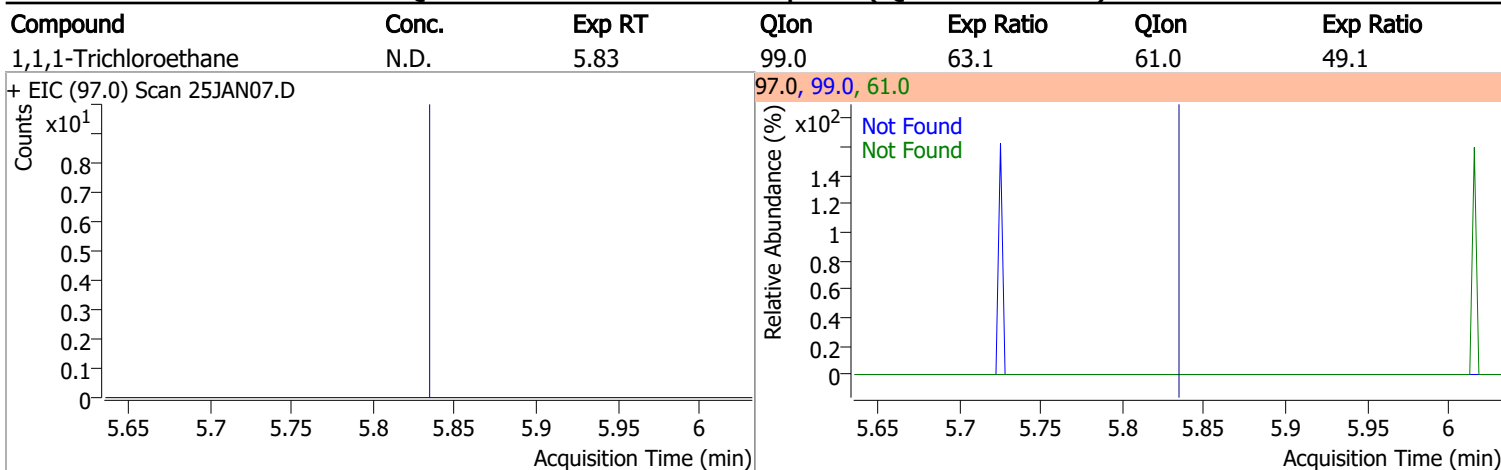 Compound Conc. Exp RT QIon Exp Ratio QIon Exp Ratio
1,1,1-Trichloroethane N.D. 5.83 99.0 63.1 61.0 49.1
+ EIC (97.0) Scan 25JAN07.D
Counts
x10¹
0.8
0.7
0.6
0.5
0.4
0.3
0.2
0.1
0
5.65 5.7 5.75 5.8 5.85 5.9 5.95 6
Acquisition Time (min)
97.0, 99.0, 61.0
Relative Abundance (%)
x10²
Not Found
Not Found
1.4
1.2
1
0.8
0.6
0.4
0.2
0
5.65 5.7 5.75 5.8 5.85 5.9 5.95 6
Acquisition Time (min)